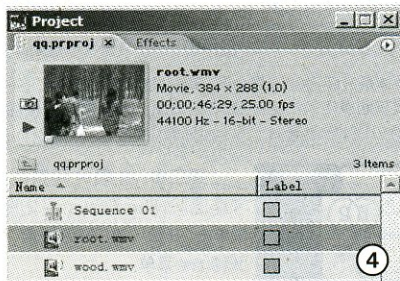 Project
qq.prproj × Effects
root.wmv
Movie, 384 × 288 (1.0)
00;00;46;29, 25.00 fps
44100 Hz - 16-bit - Stereo
qq.prproj 3 Items
Name Label
Sequence 01
root.wmv
wood.wmv
4